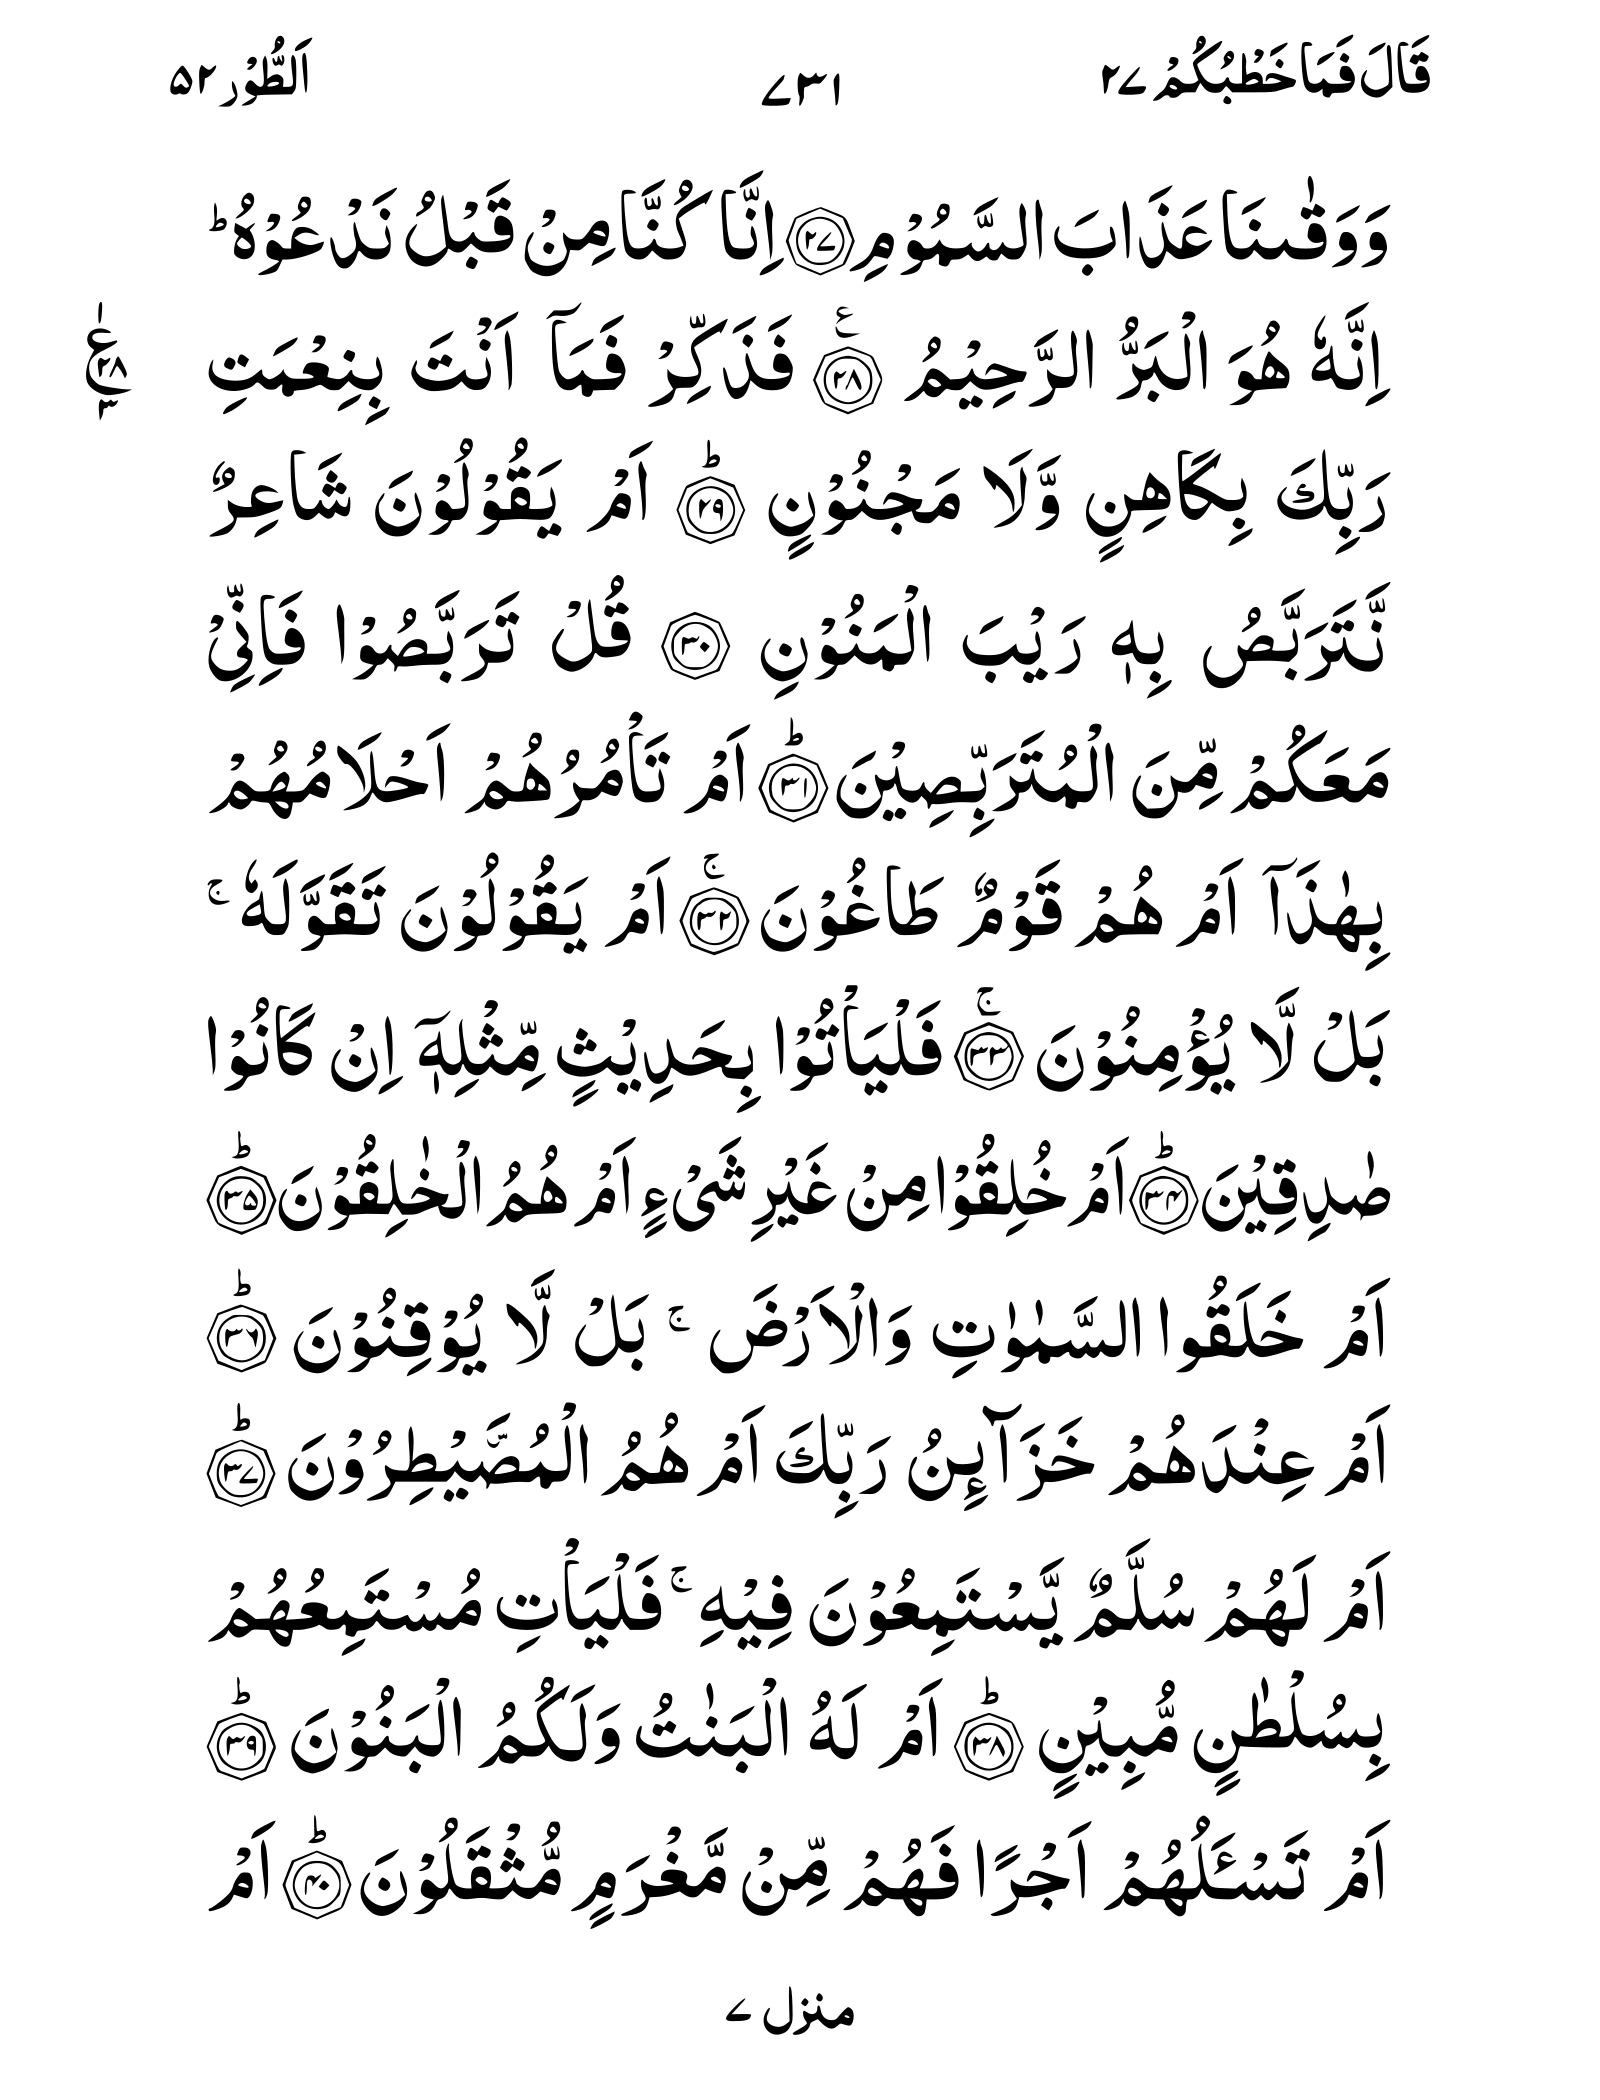 قَالَ فَمَا خَطْبُكُمْ ٢٧
٧٣١
اَلطُّوْر ٥٢
وَوَقٰىنَا عَذَابَ السَّمُوْمِ ۝٢٧ اِنَّا كُنَّا مِنْ قَبْلُ نَدْعُوْهُ ؕ
اِنَّهٗ هُوَ الْبَرُّ الرَّحِيْمُ ۝٢٨ ع فَذَكِّرْ فَمَاۤ اَنْتَ بِنِعْمَتِ
ع ٢٨ ٣
رَبِّكَ بِكَاهِنٍ وَّلَا مَجْنُوْنٍ ۝٢٩ ؕ اَمْ يَقُوْلُوْنَ شَاعِرٌ
نَّتَرَبَّصُ بِهٖ رَيْبَ الْمَنُوْنِ ۝٣٠ قُلْ تَرَبَّصُوْا فَاِنِّيْ
مَعَكُمْ مِّنَ الْمُتَرَبِّصِيْنَ ۝٣١ ؕ اَمْ تَاْمُرُهُمْ اَحْلَامُهُمْ
بِهٰذَاۤ اَمْ هُمْ قَوْمٌ طَاغُوْنَ ۝٣٢ ۚ اَمْ يَقُوْلُوْنَ تَقَوَّلَهٗ ۚ
بَلْ لَّا يُؤْمِنُوْنَ ۝٣٣ ۚ فَلْيَاْتُوْا بِحَدِيْثٍ مِّثْلِهٖۤ اِنْ كَانُوْا
صٰدِقِيْنَ ۝٣٤ ؕ اَمْ خُلِقُوْا مِنْ غَيْرِ شَيْءٍ اَمْ هُمُ الْخٰلِقُوْنَ ۝٣٥ ؕ
اَمْ خَلَقُوا السَّمٰوٰتِ وَالْاَرْضَ ۚ بَلْ لَّا يُوْقِنُوْنَ ۝٣٦ ؕ
اَمْ عِنْدَهُمْ خَزَآئِنُ رَبِّكَ اَمْ هُمُ الْمُصَۜيْطِرُوْنَ ۝٣٧ ؕ
اَمْ لَهُمْ سُلَّمٌ يَّسْتَمِعُوْنَ فِيْهِ ۚ فَلْيَاْتِ مُسْتَمِعُهُمْ
بِسُلْطٰنٍ مُّبِيْنٍ ۝٣٨ ؕ اَمْ لَهُ الْبَنٰتُ وَلَكُمُ الْبَنُوْنَ ۝٣٩ ؕ
اَمْ تَسْـَٔلُهُمْ اَجْرًا فَهُمْ مِّنْ مَّغْرَمٍ مُّثْقَلُوْنَ ۝٤٠ ؕ اَمْ
منزل ٧